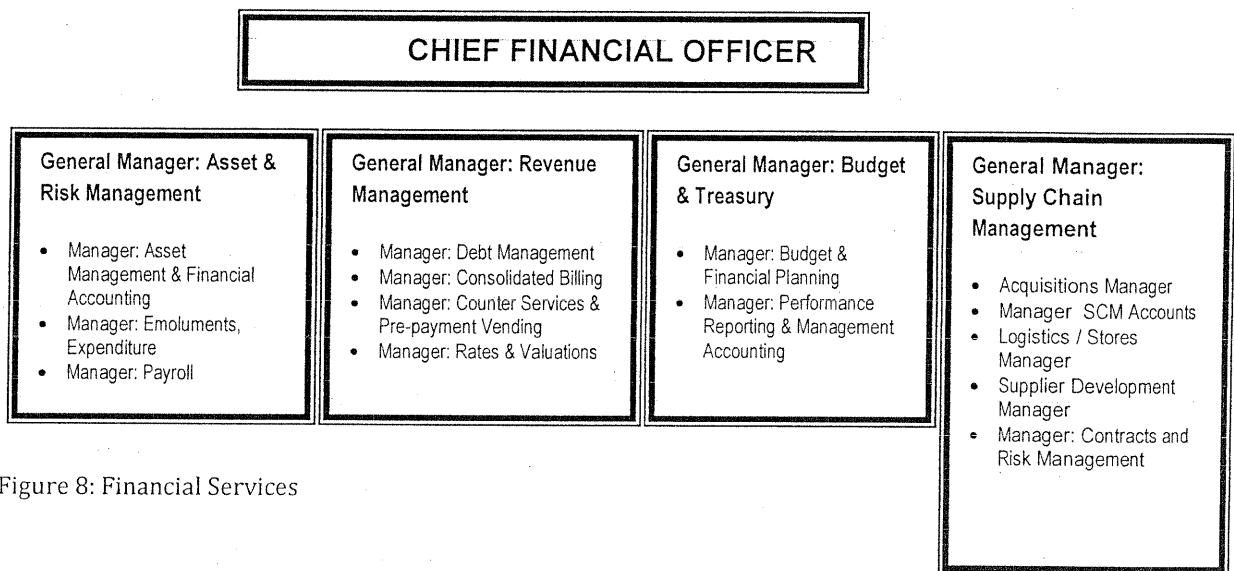 CHIEF FINANCIAL OFFICER
General Manager: Asset &
Risk Management
• Manager: Asset
Management & Financial
Accounting
• Manager: Emoluments,
Expenditure
• Manager: Payroll
General Manager: Revenue
Management
• Manager: Debt Management
• Manager: Consolidated Billing
• Manager: Counter Services &
Pre-payment Vending
• Manager: Rates & Valuations
General Manager: Budget
& Treasury
• Manager: Budget &
Financial Planning
• Manager: Performance
Reporting & Management
Accounting
General Manager:
Supply Chain
Management
• Acquisitions Manager
• Manager SCM Accounts
• Logistics / Stores
Manager
• Supplier Development
Manager
• Manager: Contracts and
Risk Management
Figure 8: Financial Services